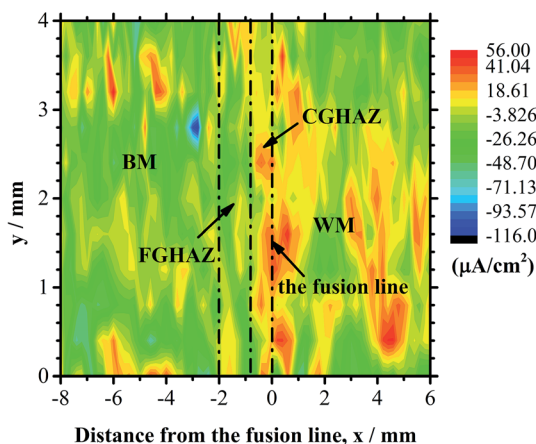 4
3
2
1
0
y / mm
-8
-6
-4
-2
0
2
4
6
Distance from the fusion line, x / mm
BM
FGHAZ
CGHAZ
WM
the fusion line
56.00
41.04
18.61
-3.826
-26.26
-48.70
-71.13
-93.57
-116.0
(μA/cm²)